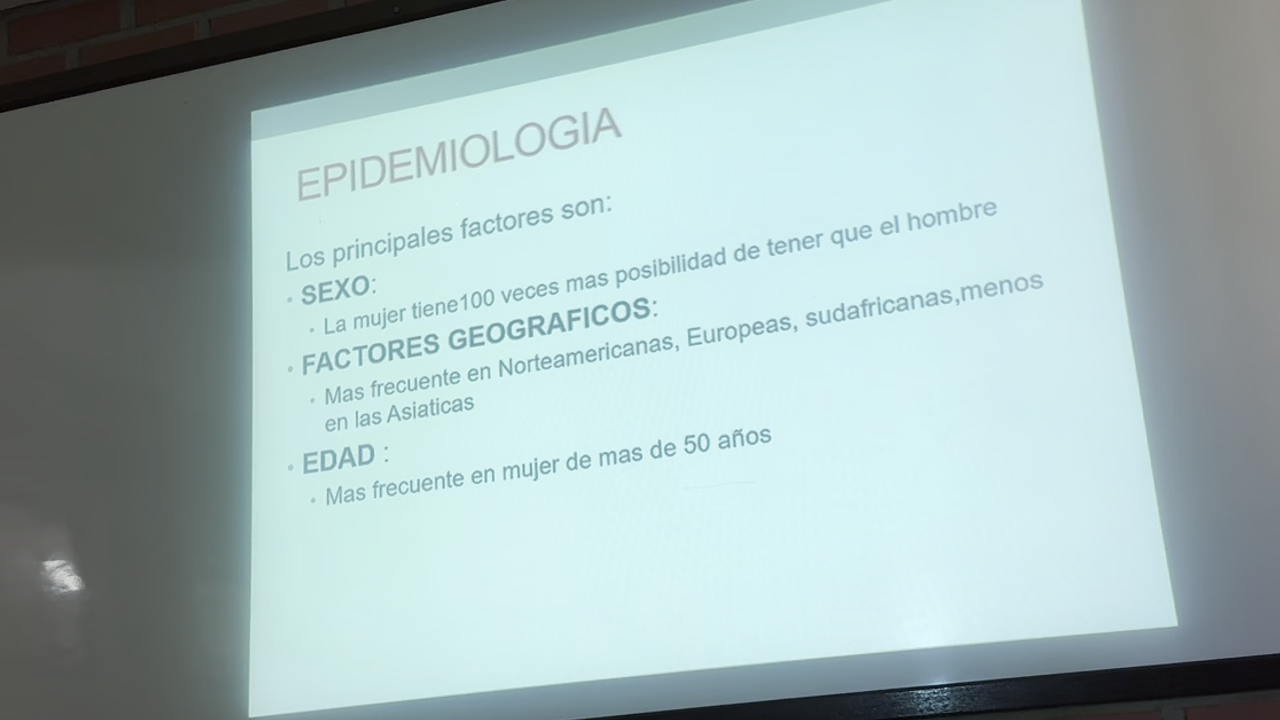 EPIDEMIOLOGIA
Los principales factores son:
• SEXO:
• La mujer tiene100 veces mas posibilidad de tener que el hombre
• FACTORES GEOGRAFICOS:
• Mas frecuente en Norteamericanas, Europeas, sudafricanas,menos
en las Asiaticas
• EDAD :
• Mas frecuente en mujer de mas de 50 años